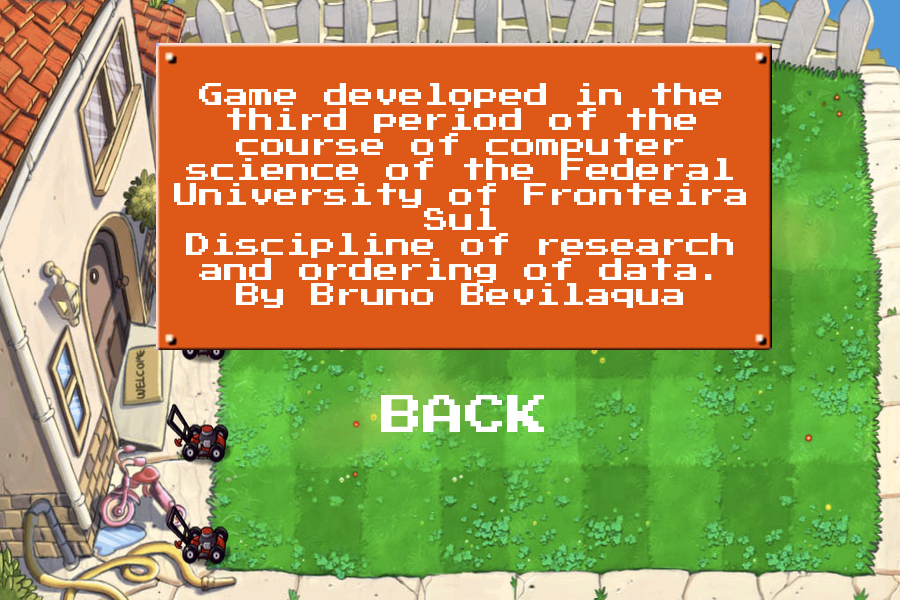 Game developed in the
third period of the
course of computer
science of the Federal
University of Fronteira
Sul
Discipline of research
and ordering of data.
By Bruno Bevilaqua
WELCOME
BACK